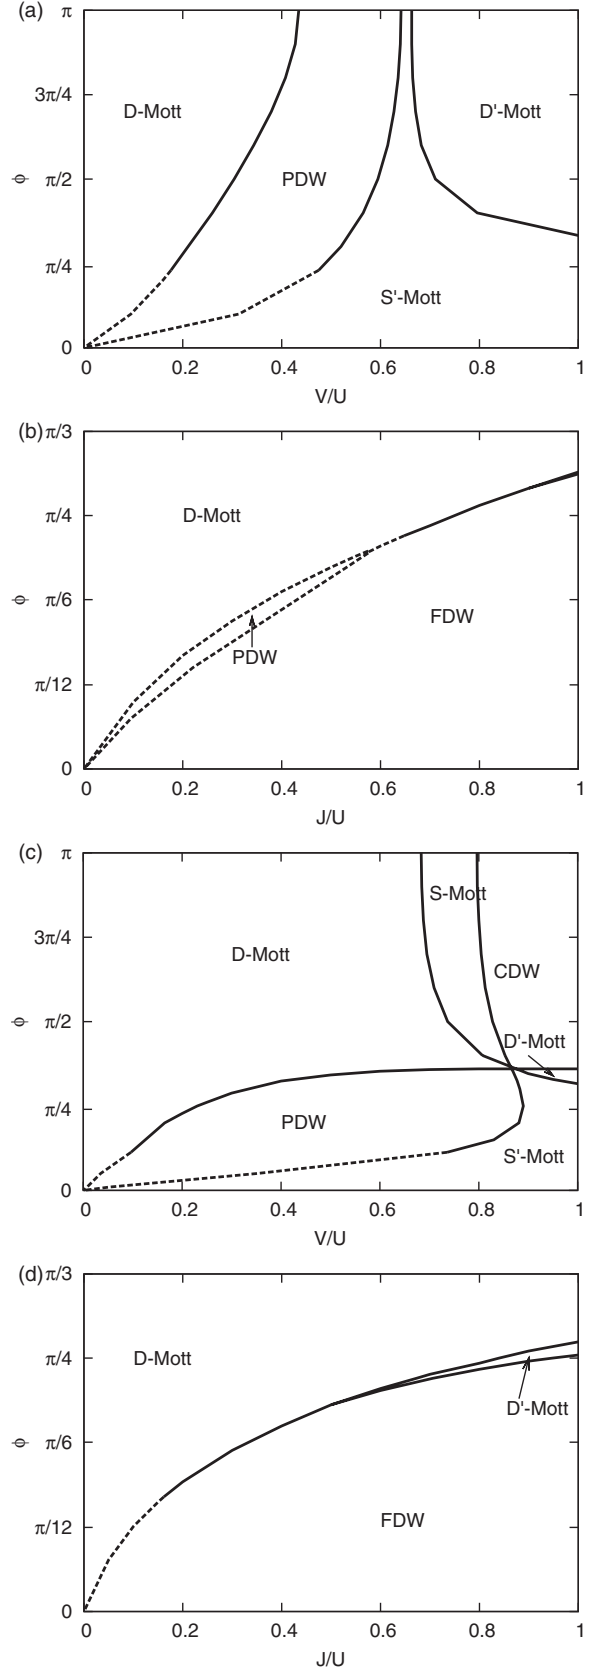 (a) π
3π/4
D-Mott
D'-Mott
φ
π/2
PDW
π/4
S'-Mott
0
0 0.2 0.4 0.6 0.8 1
V/U
(b) π/3
π/4
D-Mott
φ
π/6
FDW
PDW
π/12
0
0 0.2 0.4 0.6 0.8 1
J/U
(c) π
S-Mott
3π/4
D-Mott
CDW
φ
π/2
D'-Mott
π/4
PDW
S'-Mott
0
0 0.2 0.4 0.6 0.8 1
V/U
(d) π/3
π/4
D-Mott
D'-Mott
φ
π/6
π/12
FDW
0
0 0.2 0.4 0.6 0.8 1
J/U